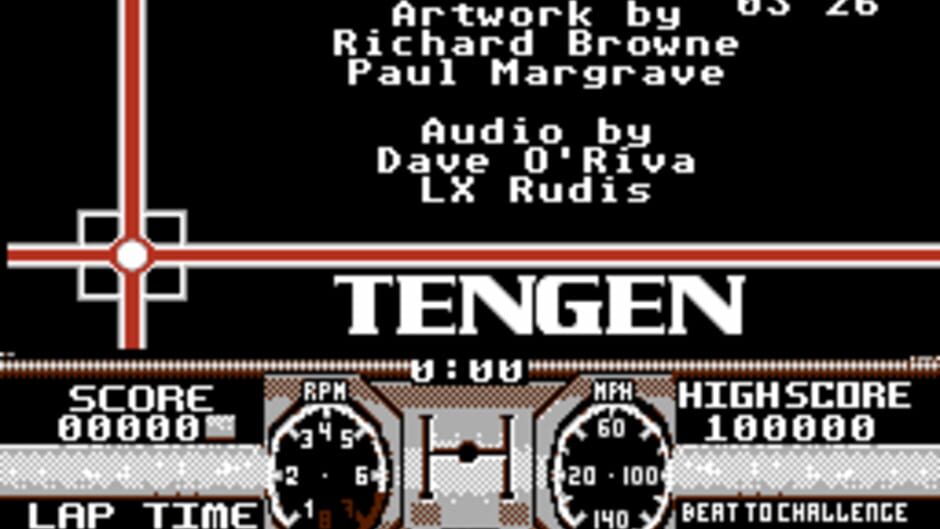 03 26
Artwork by
Richard Browne
Paul Margrave
Audio by
Dave O'Riva
LX Rudis
TENGEN
0:00
SCORE
00000
RPM
1 2 3 4 5 6 7 8
MPH
20 60 100 140
HIGHSCORE
100000
LAP TIME
BEAT TO CHALLENGE